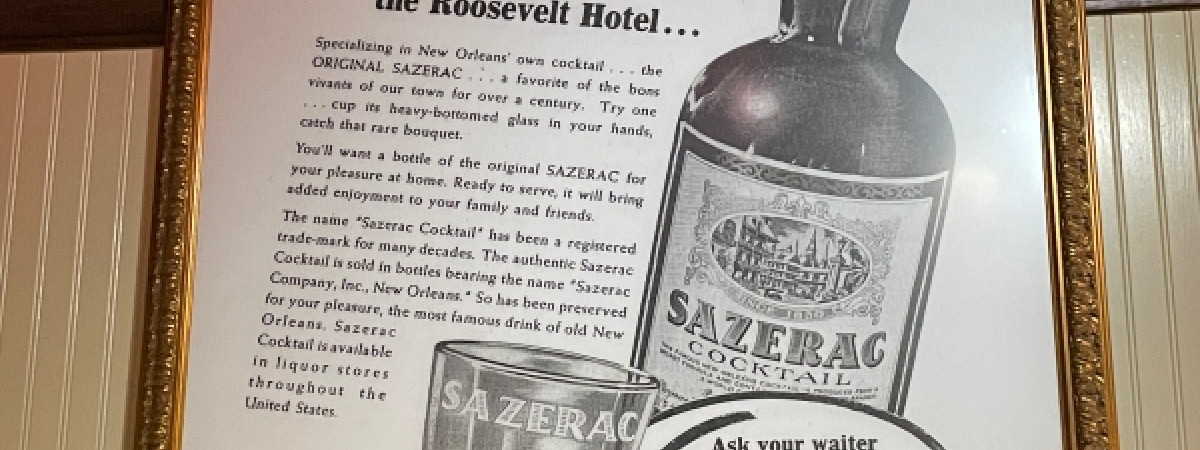 the Roosevelt Hotel...
Specializing in New Orleans' own cocktail ... the
ORIGINAL SAZERAC ... a favorite of the bons
vivants of our town for over a century. Try one
... cup its heavy-bottomed glass in your hands,
catch that rare bouquet.
You'll want a bottle of the original SAZERAC for
your pleasure at home. Ready to serve, it will bring
added enjoyment to your family and friends.
The name "Sazerac Cocktail" has been a registered
trade-mark for many decades. The authentic Sazerac
Cocktail is sold in bottles bearing the name "Sazerac
Company, Inc., New Orleans." So has been preserved
for your pleasure, the most famous drink of old New
Orleans. Sazerac
Cocktail is available
in liquor stores
throughout the
United States.
SAZERAC
COCKTAIL
SAZERAC
Ask your waiter